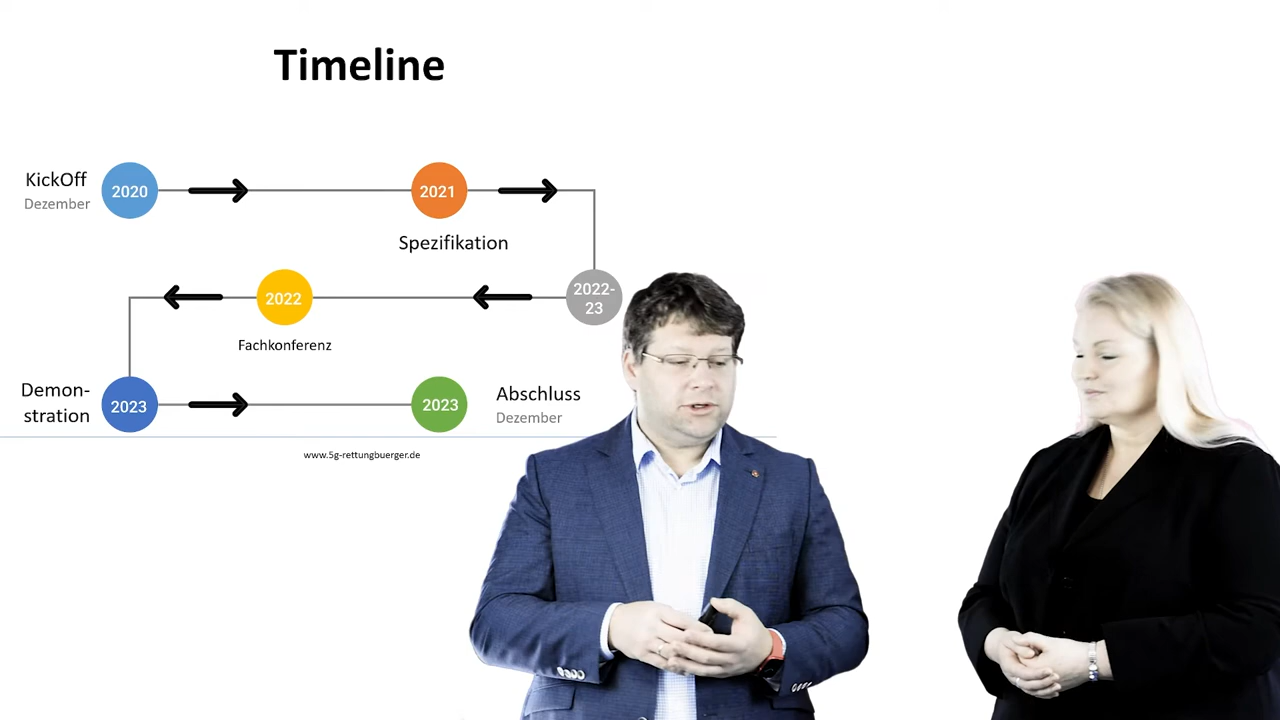 Timeline
KickOff
Dezember
2020
2021
Spezifikation
2022-
23
2022
Fachkonferenz
Demon-
stration
2023
2023
Abschluss
Dezember
www.5g-rettungbuerger.de